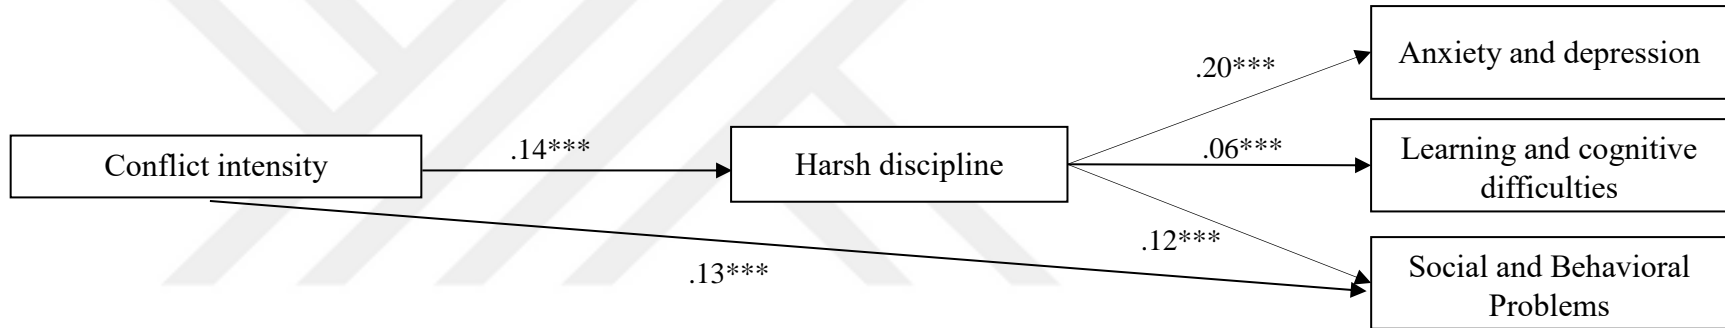 Anxiety and depression
.20***
Conflict intensity
.14***
Harsh discipline
.06***
Learning and cognitive
difficulties
.13***
.12***
Social and Behavioral
Problems